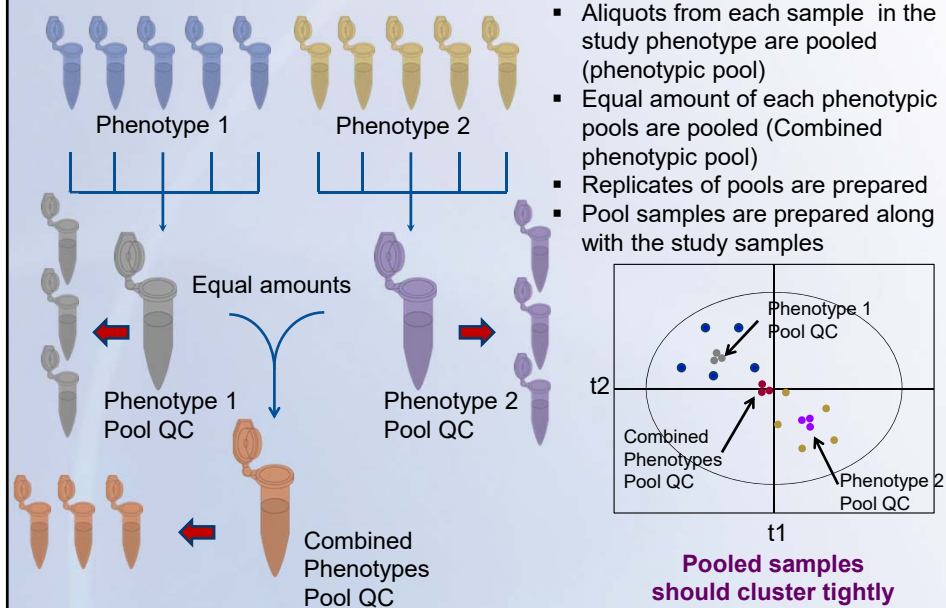 Phenotype 1
Phenotype 2
Equal amounts
Phenotype 1
Pool QC
Phenotype 2
Pool QC
Combined
Phenotypes
Pool QC
▪ Aliquots from each sample in the
study phenotype are pooled
(phenotypic pool)
▪ Equal amount of each phenotypic
pools are pooled (Combined
phenotypic pool)
▪ Replicates of pools are prepared
▪ Pool samples are prepared along
with the study samples
Phenotype 1
Pool QC
t2
Combined
Phenotypes
Pool QC
Phenotype 2
Pool QC
t1
Pooled samples
should cluster tightly